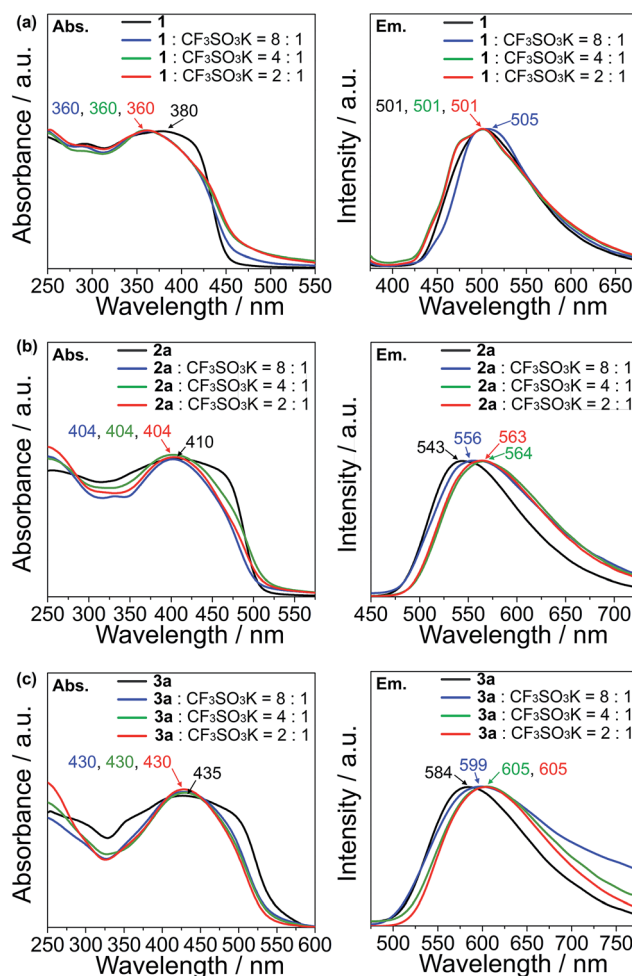 (a) Abs.
1
1 : CF₃SO₃K = 8 : 1
1 : CF₃SO₃K = 4 : 1
1 : CF₃SO₃K = 2 : 1
360, 360, 360
380
Absorbance / a.u.
250 300 350 400 450 500 550
Wavelength / nm
Em.
1
1 : CF₃SO₃K = 8 : 1
1 : CF₃SO₃K = 4 : 1
1 : CF₃SO₃K = 2 : 1
501, 501, 501
505
Intensity / a.u.
400 450 500 550 600 650
Wavelength / nm
(b) Abs.
2a
2a : CF₃SO₃K = 8 : 1
2a : CF₃SO₃K = 4 : 1
2a : CF₃SO₃K = 2 : 1
404, 404, 404
410
Absorbance / a.u.
250 300 350 400 450 500 550
Wavelength / nm
Em.
2a
2a : CF₃SO₃K = 8 : 1
2a : CF₃SO₃K = 4 : 1
2a : CF₃SO₃K = 2 : 1
543
556
563
564
Intensity / a.u.
450 500 550 600 650 700
Wavelength / nm
(c) Abs.
3a
3a : CF₃SO₃K = 8 : 1
3a : CF₃SO₃K = 4 : 1
3a : CF₃SO₃K = 2 : 1
430, 430, 430
435
Absorbance / a.u.
250 300 350 400 450 500 550 600
Wavelength / nm
Em.
3a
3a : CF₃SO₃K = 8 : 1
3a : CF₃SO₃K = 4 : 1
3a : CF₃SO₃K = 2 : 1
584
599
605, 605
Intensity / a.u.
500 550 600 650 700 750
Wavelength / nm